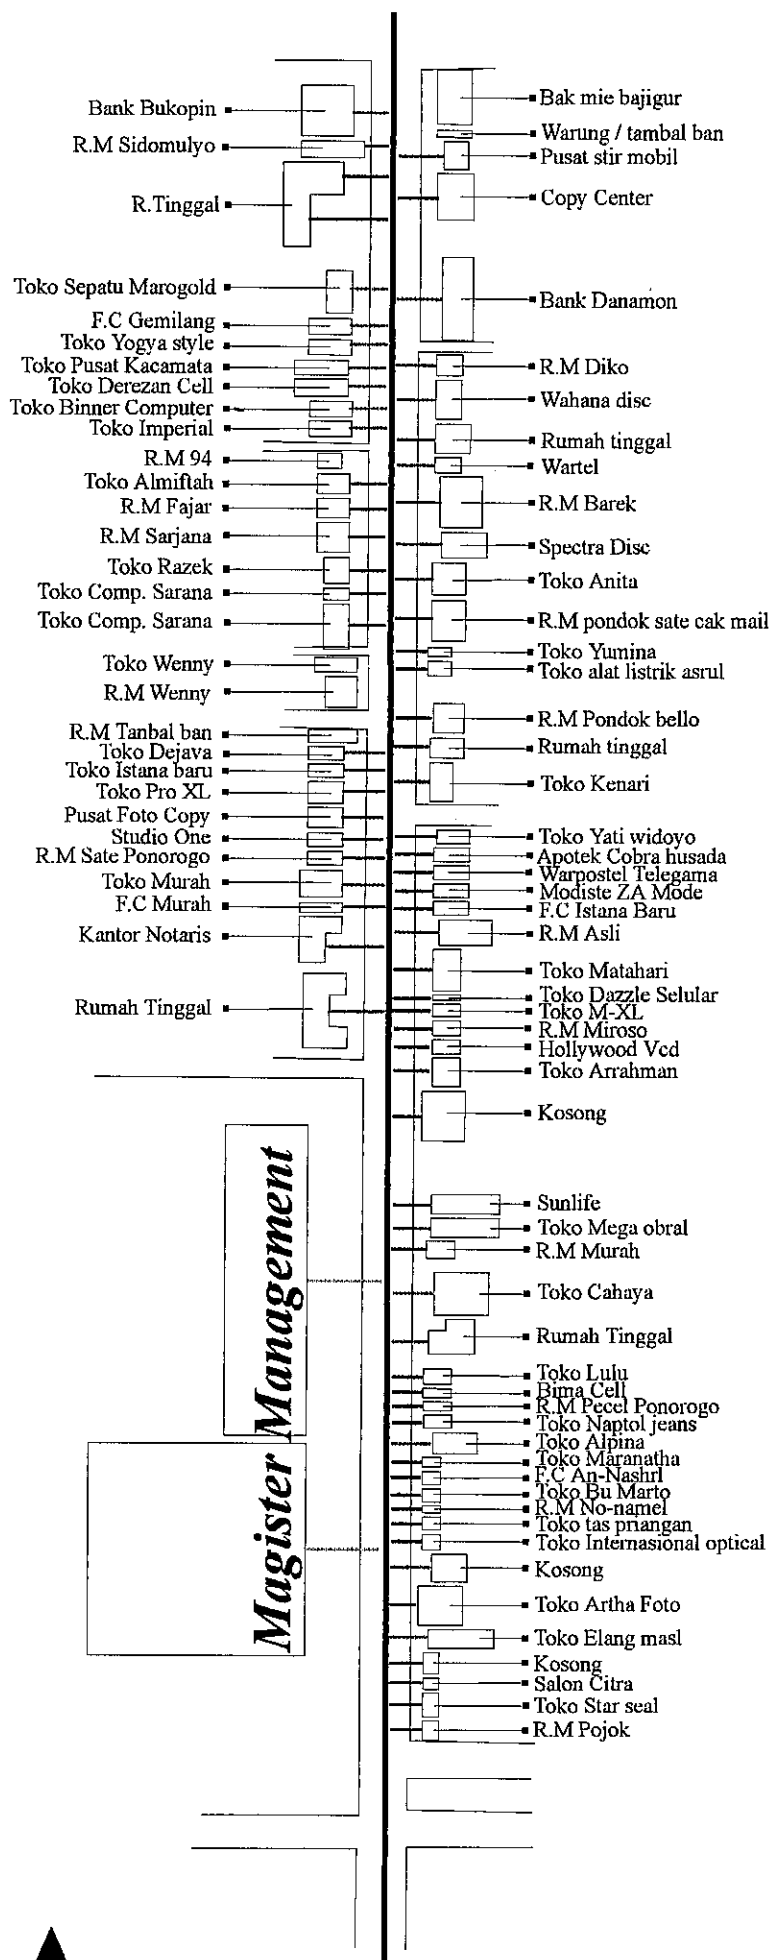 Bank Bukopin
R.M Sidomulyo
R.Tinggal
Toko Sepatu Marogold
F.C Gemilang
Toko Yogya style
Toko Pusat Kacamata
Toko Derezan Cell
Toko Binner Computer
Toko Imperial
R.M 94
Toko Almiftah
R.M Fajar
R.M Sarjana
Toko Razek
Toko Comp. Sarana
Toko Comp. Sarana
Toko Wenny
R.M Wenny
R.M Tanbal ban
Toko Dejava
Toko Istana baru
Toko Pro XL
Pusat Foto Copy
Studio One
R.M Sate Ponorogo
Toko Murah
F.C Murah
Kantor Notaris
Rumah Tinggal
Magister Management
Bak mie bajigur
Warung / tambal ban
Pusat stir mobil
Copy Center
Bank Danamon
R.M Diko
Wahana disc
Rumah tinggal
Wartel
R.M Barek
Spectra Disc
Toko Anita
R.M pondok sate cak mail
Toko Yumina
Toko alat listrik asrul
R.M Pondok bello
Rumah tinggal
Toko Kenari
Toko Yati widoyo
Apotek Cobra husada
Warpostel Telegama
Modiste ZA Mode
F.C Istana Baru
R.M Asli
Toko Matahari
Toko Dazzle Selular
Toko M-XL
R.M Miroso
Hollywood Vcd
Toko Arrahman
Kosong
Sunlife
Toko Mega obral
R.M Murah
Toko Cahaya
Rumah Tinggal
Toko Lulu
Bima Cell
R.M Pecel Ponorogo
Toko Naptol jeans
Toko Alpina
Toko Maranatha
F.C An-Nashrl
Toko Bu Marto
R.M No-namel
Toko tas priangan
Toko Internasional optical
Kosong
Toko Artha Foto
Toko Elang masl
Kosong
Salon Citra
Toko Star seal
R.M Pojok